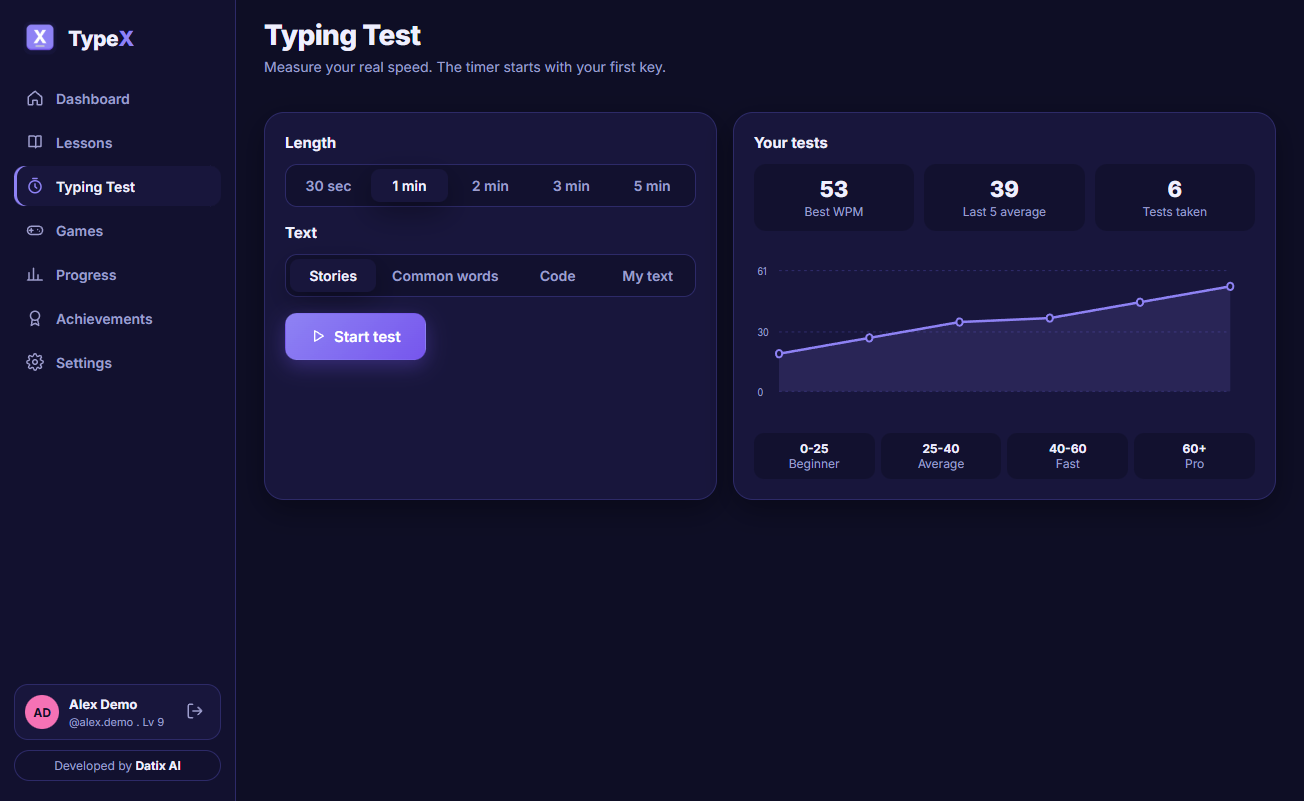 X
TypeX
Dashboard
Lessons
Typing Test
Games
Progress
Achievements
Settings
AD
Alex Demo
@alex.demo . Lv 9
Developed by Datix AI
Typing Test
Measure your real speed. The timer starts with your first key.
Length
30 sec 1 min 2 min 3 min 5 min
Text
Stories Common words Code My text
Start test
Your tests
53 39 6
Best WPM Last 5 average Tests taken
61
30
0
0-25 25-40 40-60 60+
Beginner Average Fast Pro